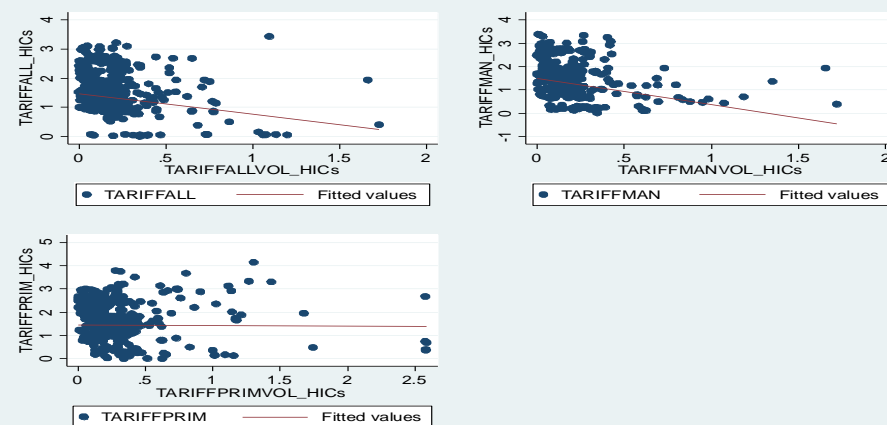 TARIFFALL_HICs
4
3
2
1
0
0 .5 1 1.5 2
TARIFFALLVOL_HICs
TARIFFALL Fitted values
TARIFFMAN_HICs
4
3
2
1
0
-1
0 .5 1 1.5 2
TARIFFMANVOL_HICs
TARIFFMAN Fitted values
TARIFFPRIM_HICs
5
4
3
2
1
0
0 .5 1 1.5 2 2.5
TARIFFPRIMVOL_HICs
TARIFFPRIM Fitted values